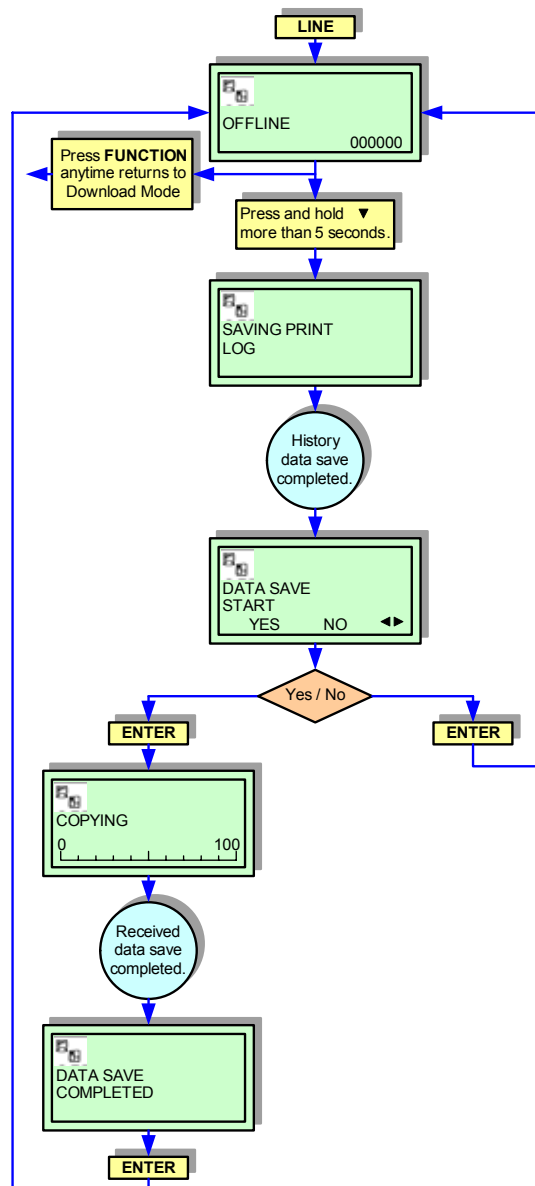 LINE
OFFLINE
000000
Press FUNCTION
anytime returns to
Download Mode
Press and hold ▼
more than 5 seconds.
SAVING PRINT
LOG
History
data save
completed.
DATA SAVE
START
YES NO ◄►
Yes / No
ENTER
ENTER
COPYING
0 100
Received
data save
completed.
DATA SAVE
COMPLETED
ENTER